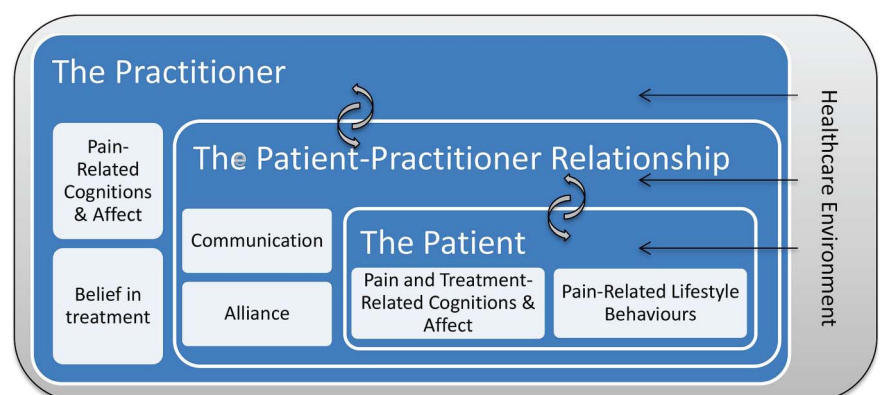 The Practitioner
Pain-
Related
Cognitions
& Affect
Belief in
treatment
The Patient-Practitioner Relationship
Communication
Alliance
The Patient
Pain and Treatment-
Related Cognitions &
Affect
Pain-Related Lifestyle
Behaviours
Healthcare Environment